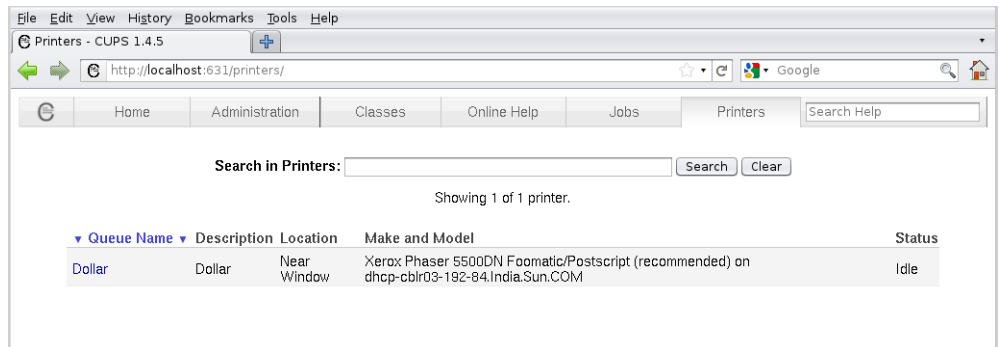 File Edit View History Bookmarks Tools Help
Printers - CUPS 1.4.5
http://localhost:631/printers/ Google
Home Administration Classes Online Help Jobs Printers Search Help
Search in Printers: Search Clear
Showing 1 of 1 printer.
▼ Queue Name ▼ Description Location Make and Model Status
Dollar Dollar Near Window Xerox Phaser 5500DN Foomatic/Postscript (recommended) on Idle
dhcp-cblr03-192-84.India.Sun.COM